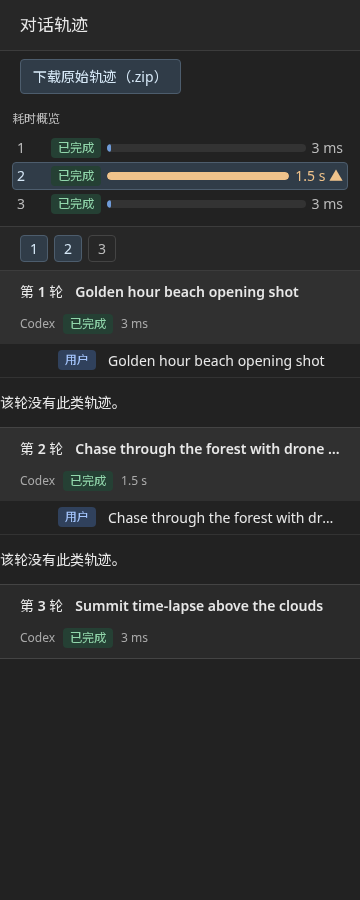 对话轨迹
下载原始轨迹（.zip）
耗时概览
1 已完成 3 ms
2 已完成 1.5 s
3 已完成 3 ms
1 2 3
第 1 轮 Golden hour beach opening shot
Codex 已完成 3 ms
用户 Golden hour beach opening shot
该轮没有此类轨迹。
第 2 轮 Chase through the forest with drone ...
Codex 已完成 1.5 s
用户 Chase through the forest with dr...
该轮没有此类轨迹。
第 3 轮 Summit time-lapse above the clouds
Codex 已完成 3 ms